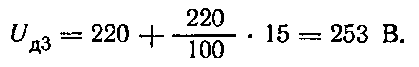 U_д3 = 220 + 220/100 · 15 = 253 В.